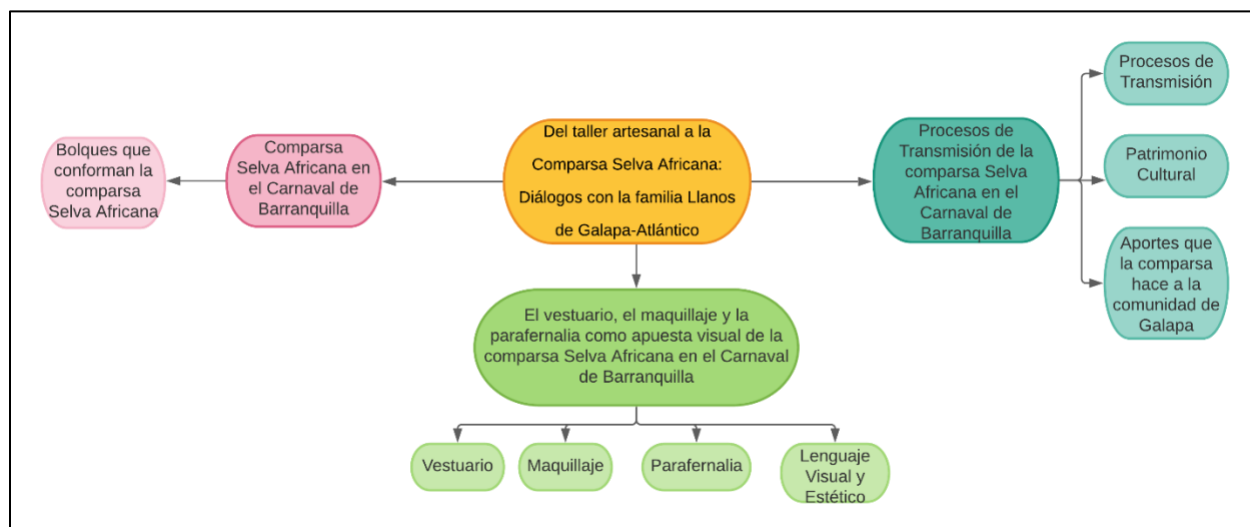 Del taller artesanal a la
Comparsa Selva Africana:
Diálogos con la familia Llanos
de Galapa-Atlántico
Comparsa
Selva Africana en
el Carnaval de
Barranquilla
Bolques que
conforman la
comparsa
Selva Africana
El vestuario, el maquillaje y la
parafernalia como apuesta visual de la
comparsa Selva Africana en el Carnaval
de Barranquilla
Vestuario
Maquillaje
Parafernalia
Lenguaje
Visual y
Estético
Procesos de
Transmisión de la
comparsa Selva
Africana en el
Carnaval de
Barranquilla
Procesos de
Transmisión
Patrimonio
Cultural
Aportes que
la comparsa
hace a la
comunidad de
Galapa